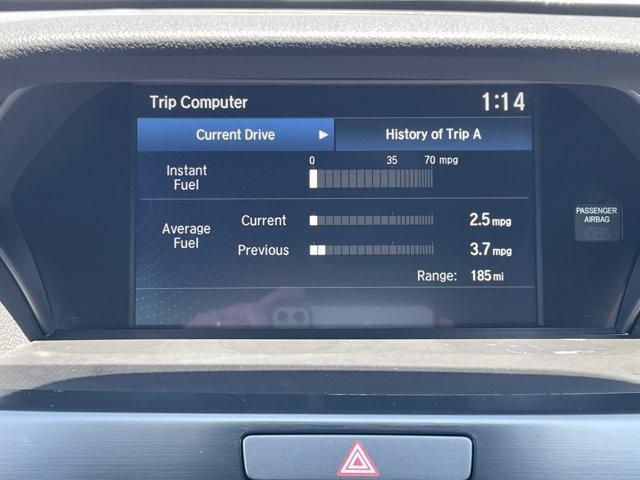 Trip Computer 1:14
Current Drive History of Trip A
0 35 70 mpg
Instant
Fuel
Average
Fuel
Current 2.5 mpg
Previous 3.7 mpg
Range: 185 mi
PASSENGER
AIRBAG
OFF